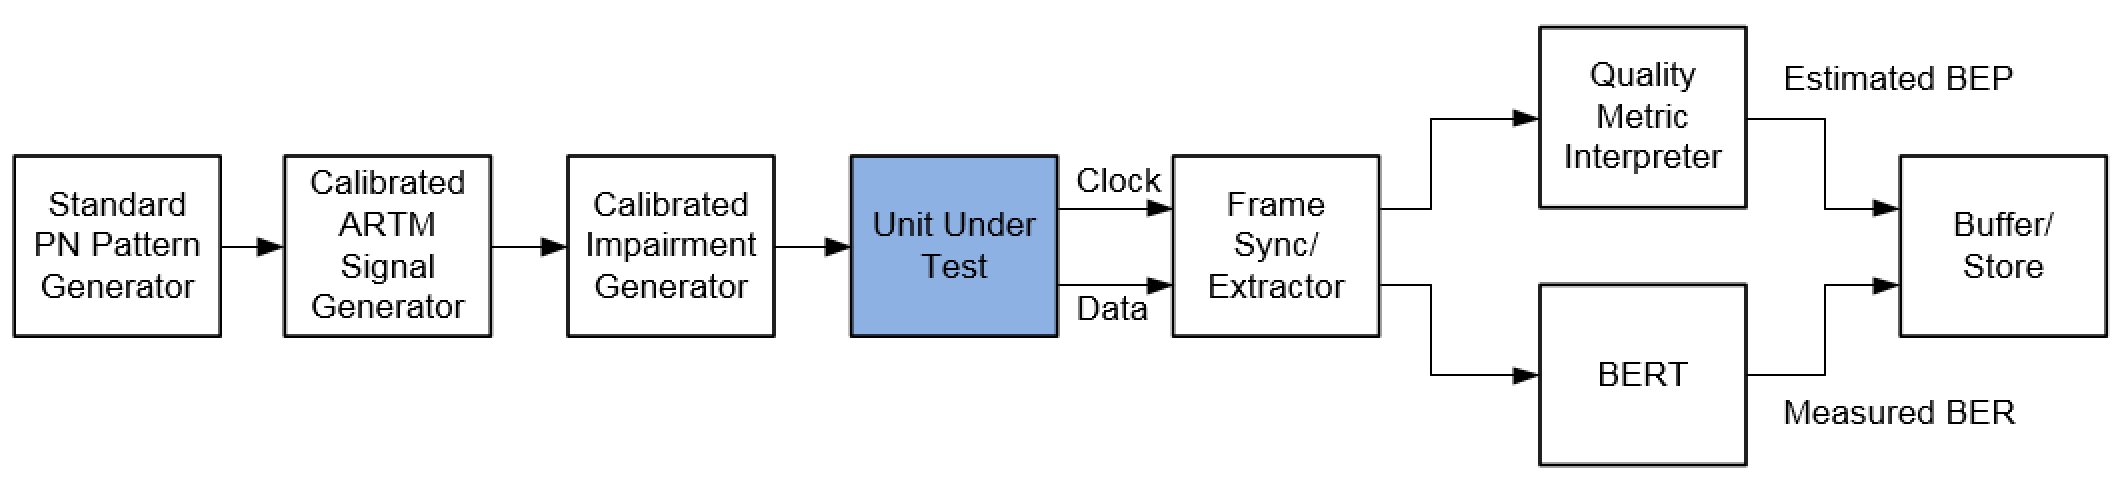 Standard
PN Pattern
Generator
Calibrated
ARTM
Signal
Generator
Calibrated
Impairment
Generator
Unit Under
Test
Clock
Data
Frame
Sync/
Extractor
Quality
Metric
Interpreter
Estimated BEP
BERT
Measured BER
Buffer/
Store